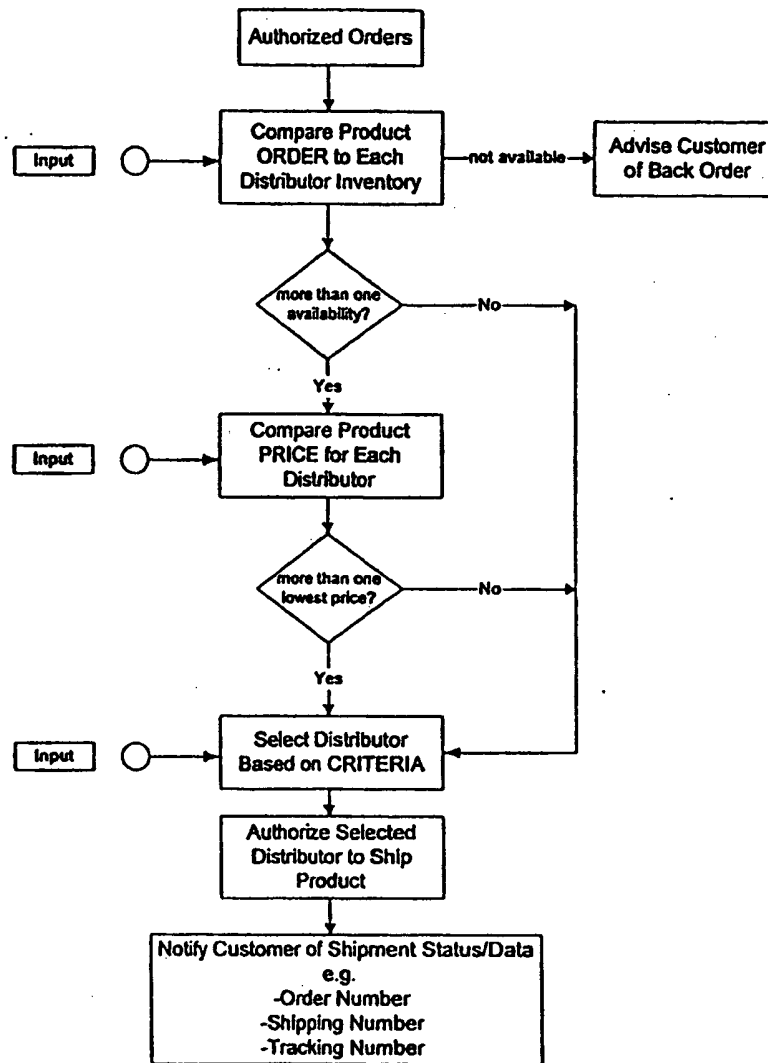 Authorized Orders
Input
Compare Product
ORDER to Each
Distributor Inventory
not available
Advise Customer
of Back Order
more than one
availability?
No
Yes
Input
Compare Product
PRICE for Each
Distributor
more than one
lowest price?
No
Yes
Input
Select Distributor
Based on CRITERIA
Authorize Selected
Distributor to Ship
Product
Notify Customer of Shipment Status/Data
e.g.
-Order Number
-Shipping Number
-Tracking Number